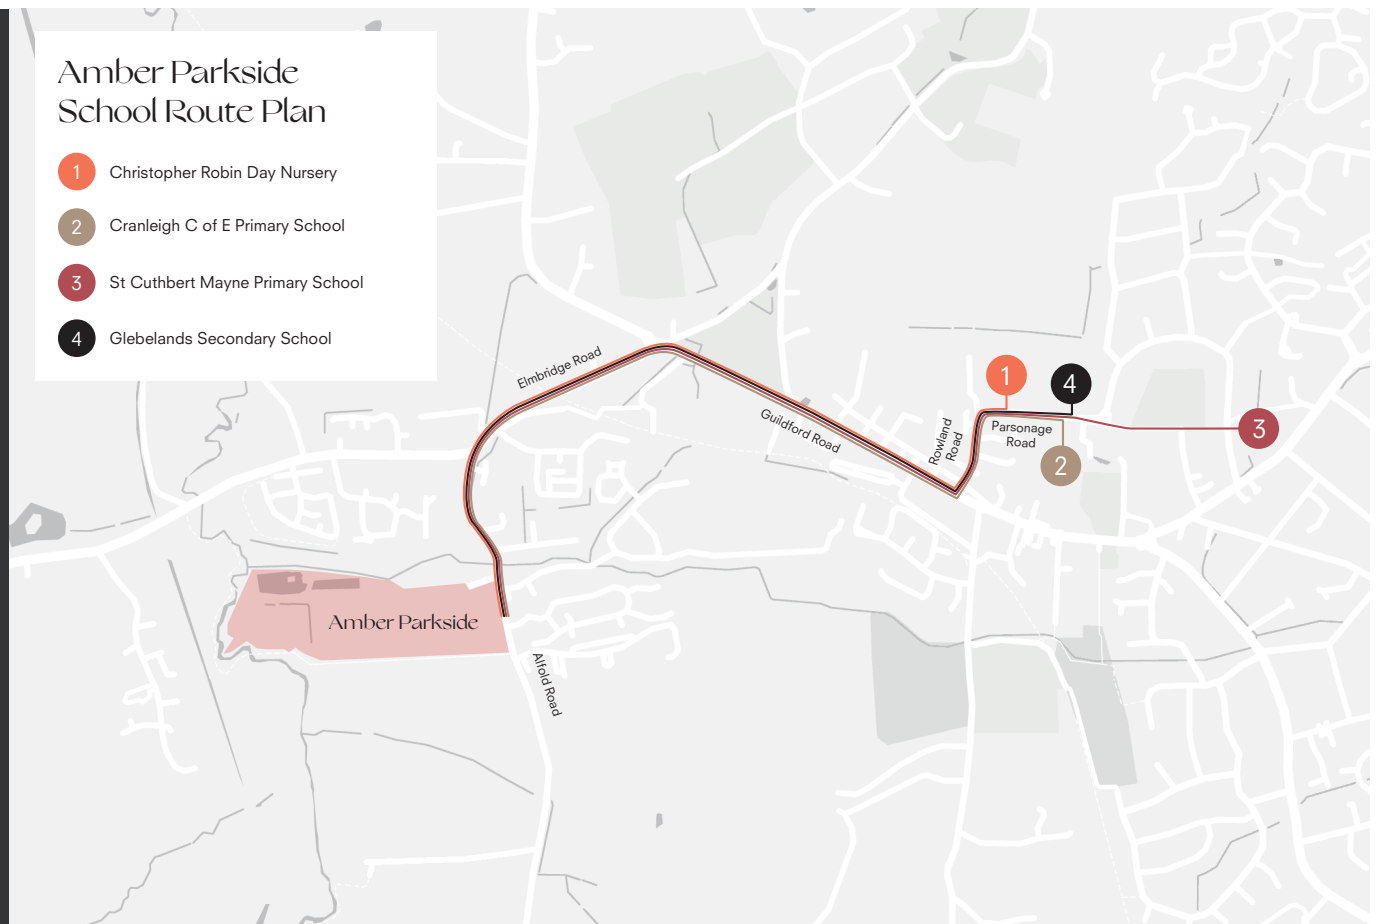 Amber Parkside
School Route Plan
1 Christopher Robin Day Nursery
2 Cranleigh C of E Primary School
3 St Cuthbert Mayne Primary School
4 Glebelands Secondary School
Elmbridge Road
Guildford Road
Rowland
Road
1
4
Parsonage
Road
3
2
Amber Parkside
Alfold Road